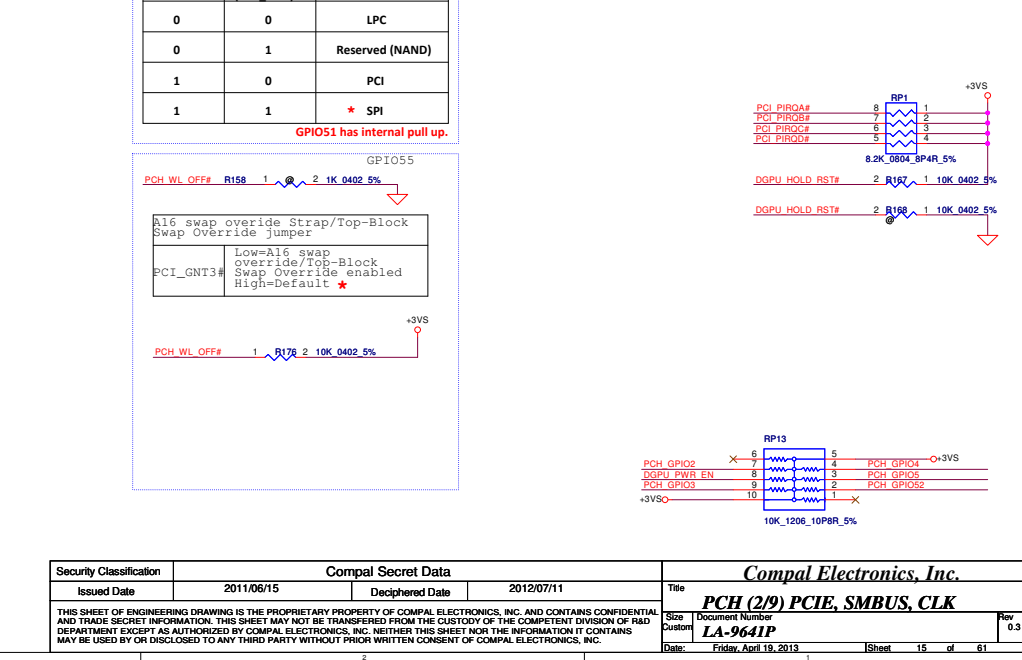 0 0 LPC
0 1 Reserved (NAND)
1 0 PCI
1 1 * SPI
GPIO51 has internal pull up.
GPIO55
PCH_WL_OFF# R158 1 @ 2 1K_0402_5%
A16 swap overide Strap/Top-Block
Swap Override jumper
PCI_GNT3#
Low=A16 swap
override/Top-Block
Swap Override enabled
High=Default *
+3VS
PCH_WL_OFF# 1 R176 2 10K_0402_5%
+3VS
RP1
PCI_PIRQA# 8 1
PCI_PIRQB# 7 2
PCI_PIRQC# 6 3
PCI_PIRQD# 5 4
8.2K_0804_8P4R_5%
DGPU_HOLD_RST# 2 R167 1 10K_0402_5%
DGPU_HOLD_RST# 2 R168 1 10K_0402_5%
@
RP13
6 5 +3VS
PCH_GPIO2 7 4 PCH_GPIO4
DGPU_PWR_EN 8 3 PCH_GPIO5
PCH_GPIO3 9 2 PCH_GPIO52
+3VS 10 1
10K_1206_10P8R_5%
Security Classification Compal Secret Data
Issued Date 2011/06/15 Deciphered Date 2012/07/11
THIS SHEET OF ENGINEERING DRAWING IS THE PROPRIETARY PROPERTY OF COMPAL ELECTRONICS, INC. AND CONTAINS CONFIDENTIAL
AND TRADE SECRET INFORMATION. THIS SHEET MAY NOT BE TRANSFERED FROM THE CUSTODY OF THE COMPETENT DIVISION OF R&D
DEPARTMENT EXCEPT AS AUTHORIZED BY COMPAL ELECTRONICS, INC. NEITHER THIS SHEET NOR THE INFORMATION IT CONTAINS
MAY BE USED BY OR DISCLOSED TO ANY THIRD PARTY WITHOUT PRIOR WRITTEN CONSENT OF COMPAL ELECTRONICS, INC.
Compal Electronics, Inc.
Title
PCH (2/9) PCIE, SMBUS, CLK
Size Document Number Rev
Custom LA-9641P 0.3
Date: Friday, April 19, 2013 Sheet 15 of 61
2 1